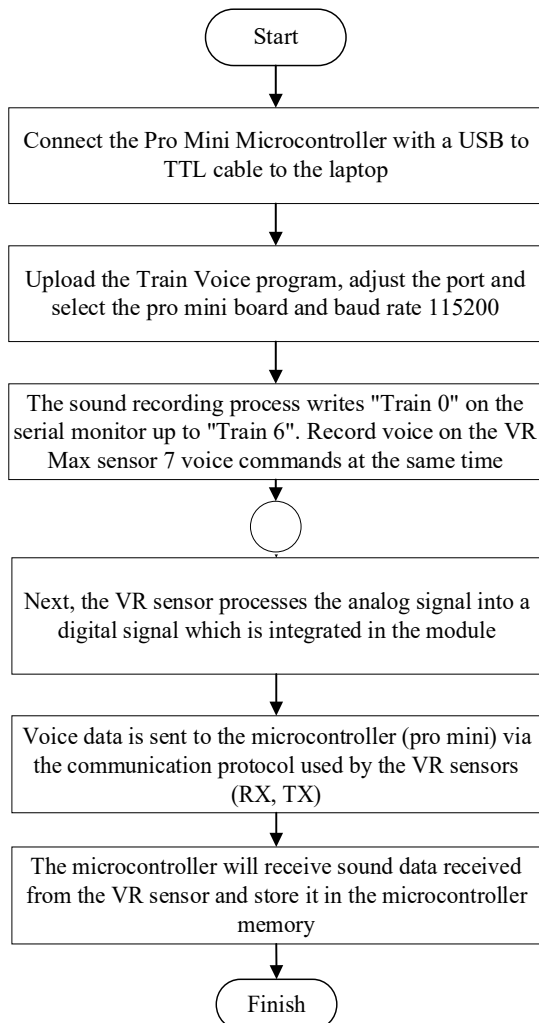 Start
Connect the Pro Mini Microcontroller with a USB to
TTL cable to the laptop
Upload the Train Voice program, adjust the port and
select the pro mini board and baud rate 115200
The sound recording process writes "Train 0" on the
serial monitor up to "Train 6". Record voice on the VR
Max sensor 7 voice commands at the same time
Next, the VR sensor processes the analog signal into a
digital signal which is integrated in the module
Voice data is sent to the microcontroller (pro mini) via
the communication protocol used by the VR sensors
(RX, TX)
The microcontroller will receive sound data received
from the VR sensor and store it in the microcontroller
memory
Finish